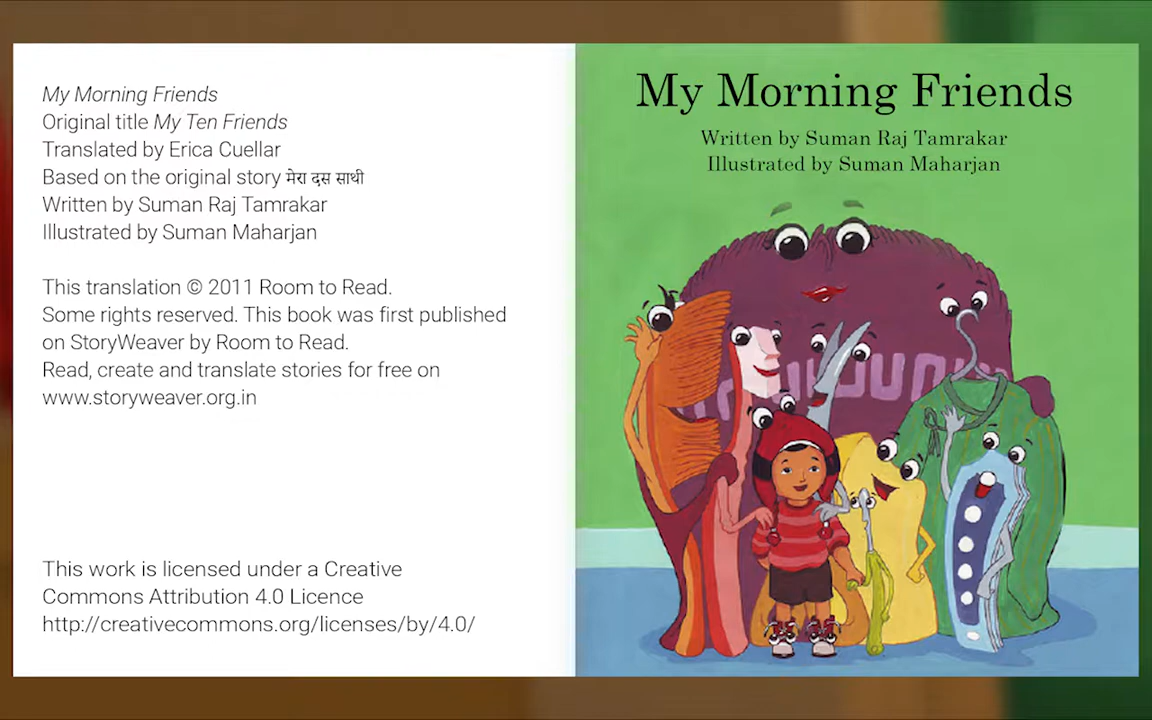 My Morning Friends
Original title My Ten Friends
Translated by Erica Cuellar
Based on the original story मेरा दस साथी
Written by Suman Raj Tamrakar
Illustrated by Suman Maharjan
This translation © 2011 Room to Read.
Some rights reserved. This book was first published
on StoryWeaver by Room to Read.
Read, create and translate stories for free on
www.storyweaver.org.in
This work is licensed under a Creative
Commons Attribution 4.0 Licence
http://creativecommons.org/licenses/by/4.0/
My Morning Friends
Written by Suman Raj Tamrakar
Illustrated by Suman Maharjan